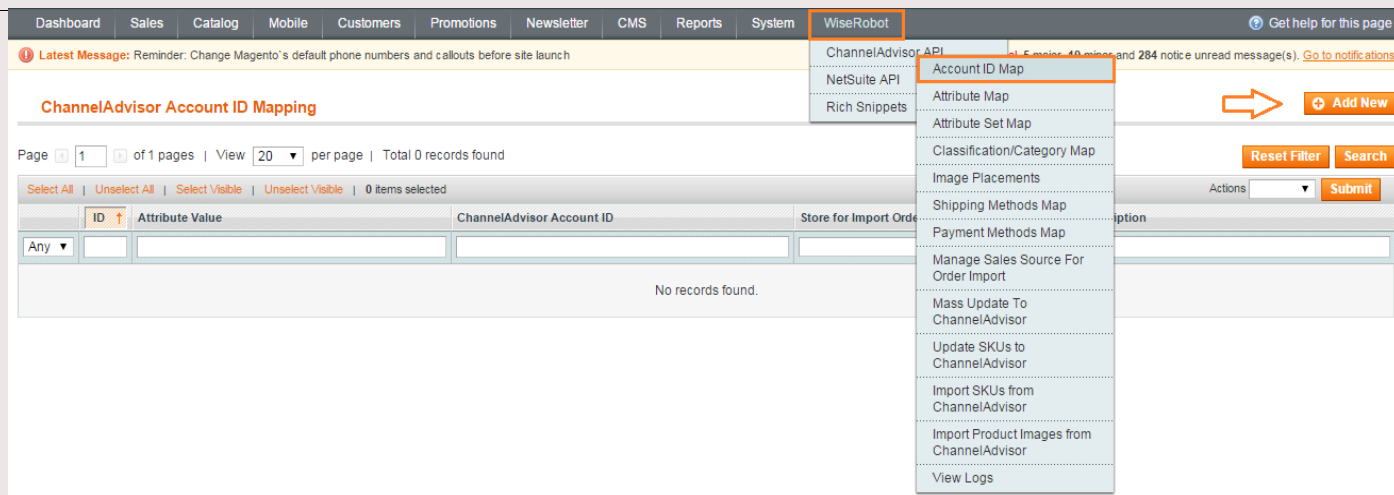 Dashboard Sales Catalog Mobile Customers Promotions Newsletter CMS Reports System WiseRobot Get help for this page
Latest Message: Reminder: Change Magento`s default phone numbers and callouts before site launch
5 major, 19 minor and 284 notice unread message(s). Go to notifications
ChannelAdvisor API
NetSuite API
Rich Snippets
Account ID Map
Attribute Map
Attribute Set Map
Classification/Category Map
Image Placements
Shipping Methods Map
Payment Methods Map
Manage Sales Source For
Order Import
Mass Update To
ChannelAdvisor
Update SKUs to
ChannelAdvisor
Import SKUs from
ChannelAdvisor
Import Product Images from
ChannelAdvisor
View Logs
ChannelAdvisor Account ID Mapping
Add New
Page 1 of 1 pages | View 20 per page | Total 0 records found
Reset Filter Search
Select All | Unselect All | Select Visible | Unselect Visible | 0 items selected
Actions Submit
ID Attribute Value ChannelAdvisor Account ID Store for Import Orde iption
Any
No records found.